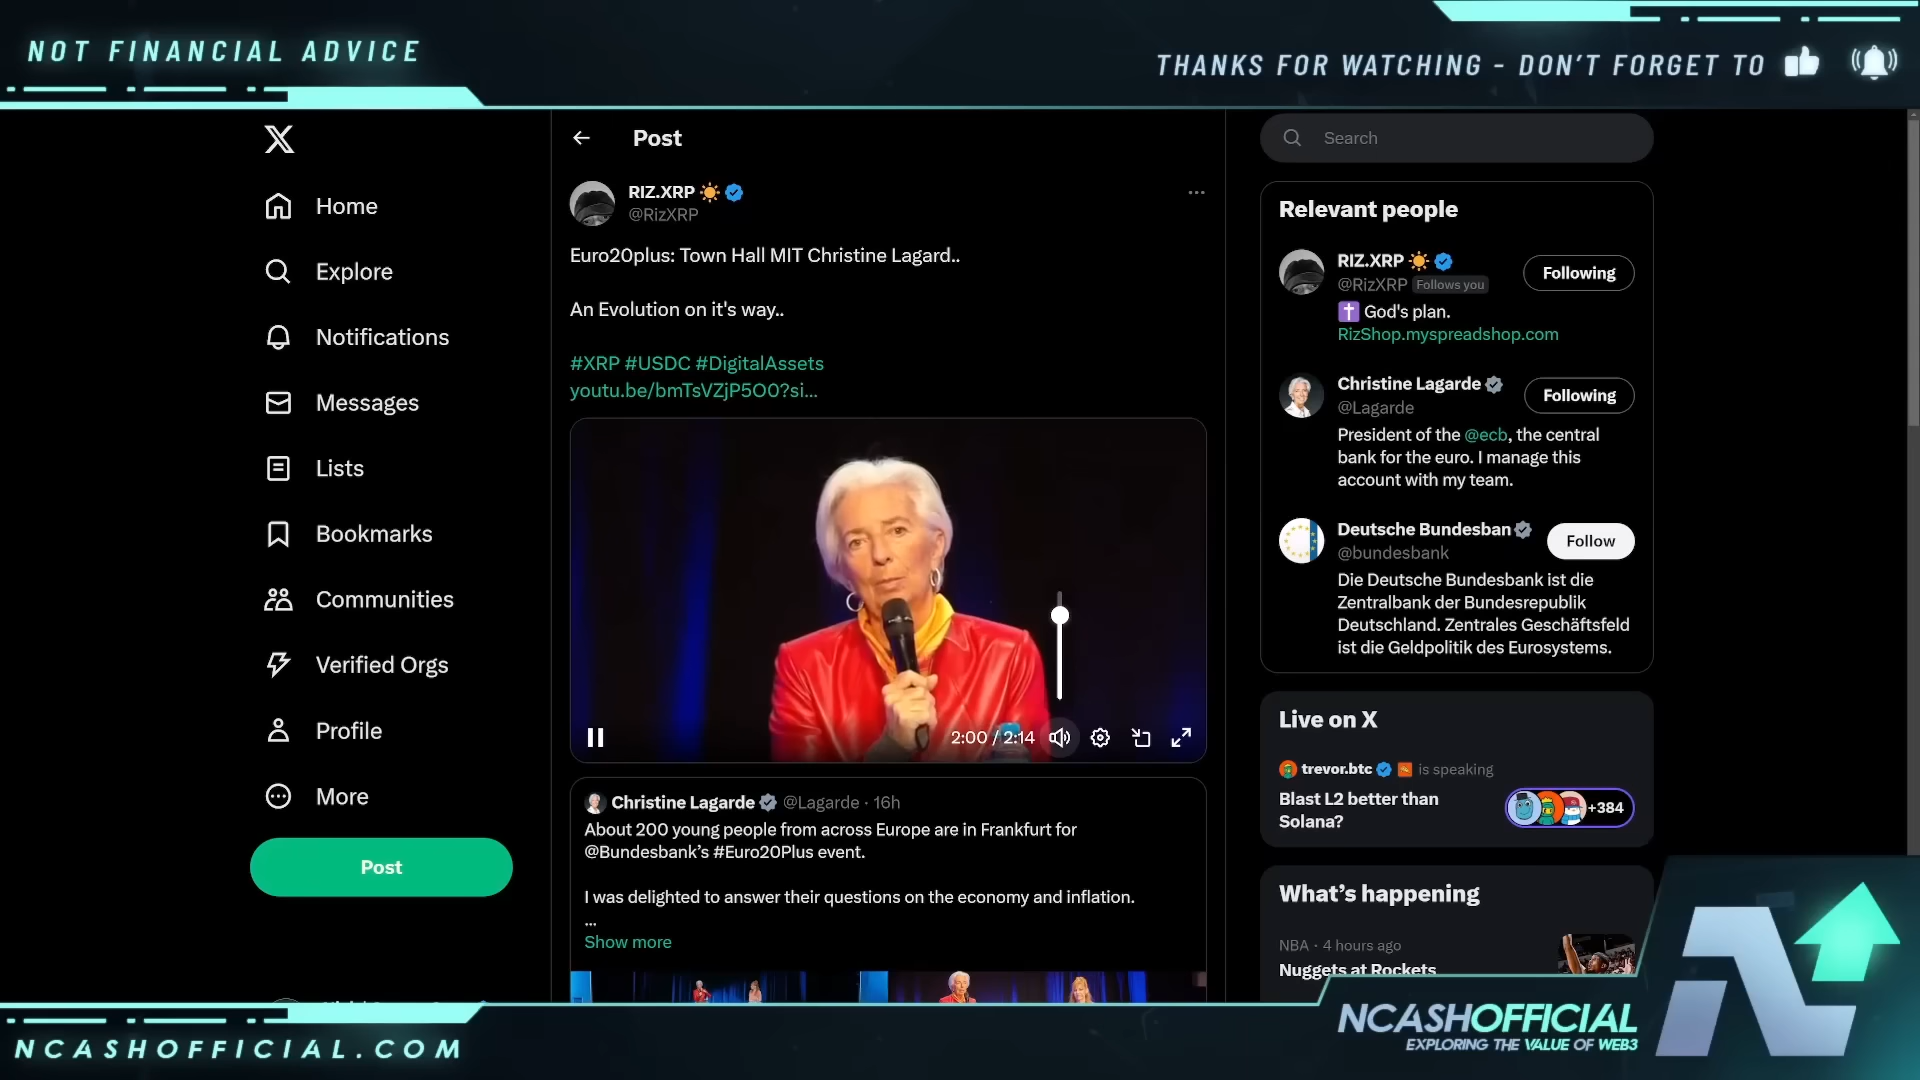 NOT FINANCIAL ADVICE
THANKS FOR WATCHING - DON'T FORGET TO
Home
Explore
Notifications
Messages
Lists
Bookmarks
Communities
Verified Orgs
Profile
More
Post
Post
RIZ.XRP
@RizXRP
Euro20plus: Town Hall MIT Christine Lagard..
An Evolution on it's way..
#XRP #USDC #DigitalAssets
youtu.be/bmTsVZjP5O0?si...
2:00 / 2:14
Christine Lagarde @Lagarde · 16h
About 200 young people from across Europe are in Frankfurt for
@Bundesbank's #Euro20Plus event.
I was delighted to answer their questions on the economy and inflation.
...
Show more
Search
Relevant people
RIZ.XRP
Following
@RizXRP Follows you
God's plan.
RizShop.myspreadshop.com
Christine Lagarde
Following
@Lagarde
President of the @ecb, the central
bank for the euro. I manage this
account with my team.
Deutsche Bundesban
Follow
@bundesbank
Die Deutsche Bundesbank ist die
Zentralbank der Bundesrepublik
Deutschland. Zentrales Geschäftsfeld
ist die Geldpolitik des Eurosystems.
Live on X
trevor.btc is speaking
Blast L2 better than
Solana?
+384
What's happening
NBA · 4 hours ago
Nuggets at Rockets
NCASHOFFICIAL.COM
NCASHOFFICIAL
EXPLORING THE VALUE OF WEB3